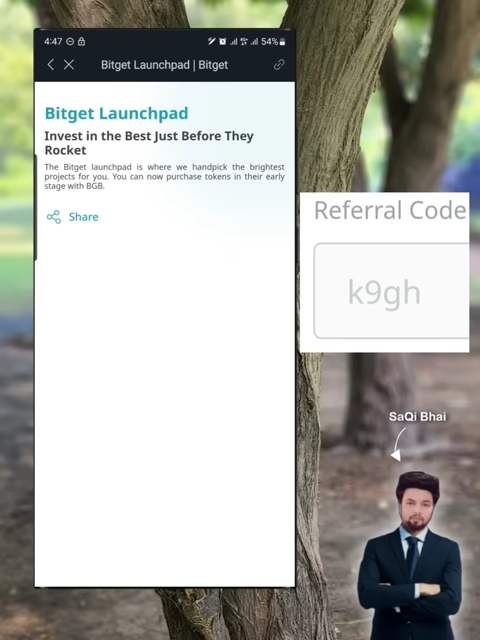 4:47 54%
Bitget Launchpad | Bitget
Bitget Launchpad
Invest in the Best Just Before They
Rocket
The Bitget launchpad is where we handpick the brightest
projects for you. You can now purchase tokens in their early
stage with BGB.
Share
Referral Code
k9gh
SaQi Bhai